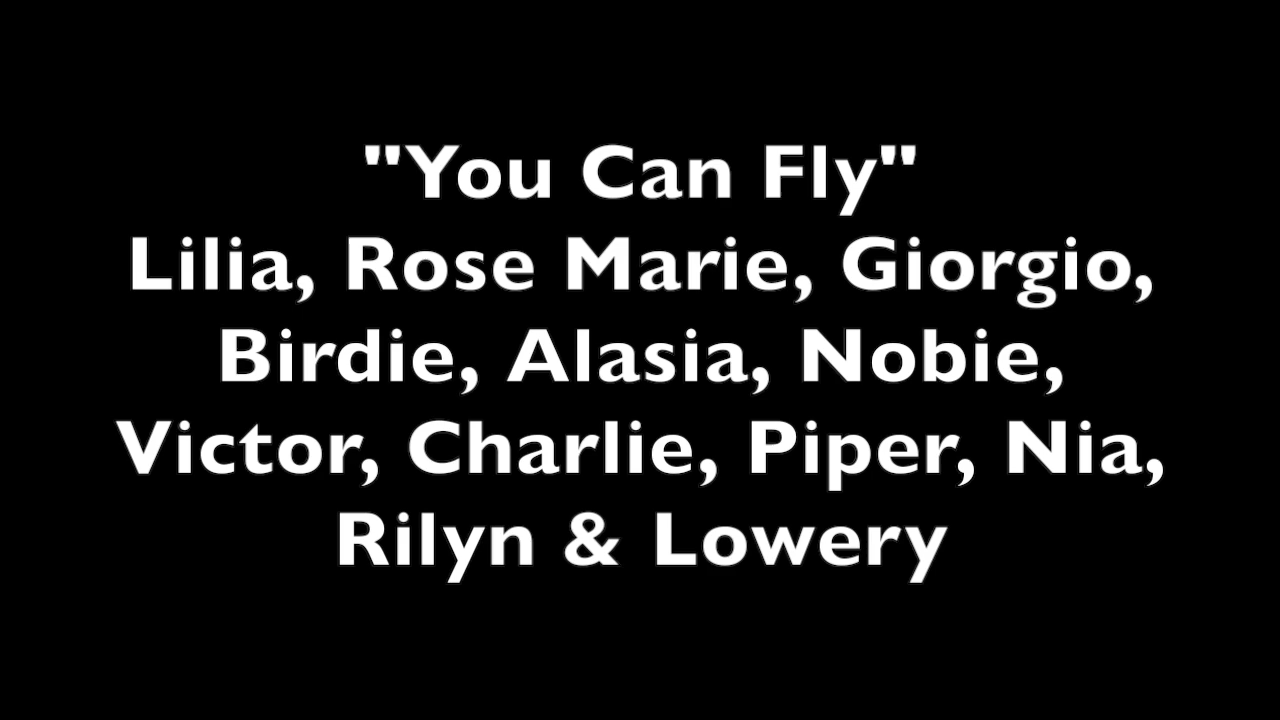 "You Can Fly"
Lilia, Rose Marie, Giorgio,
Birdie, Alasia, Nobie,
Victor, Charlie, Piper, Nia,
Rilyn & Lowery